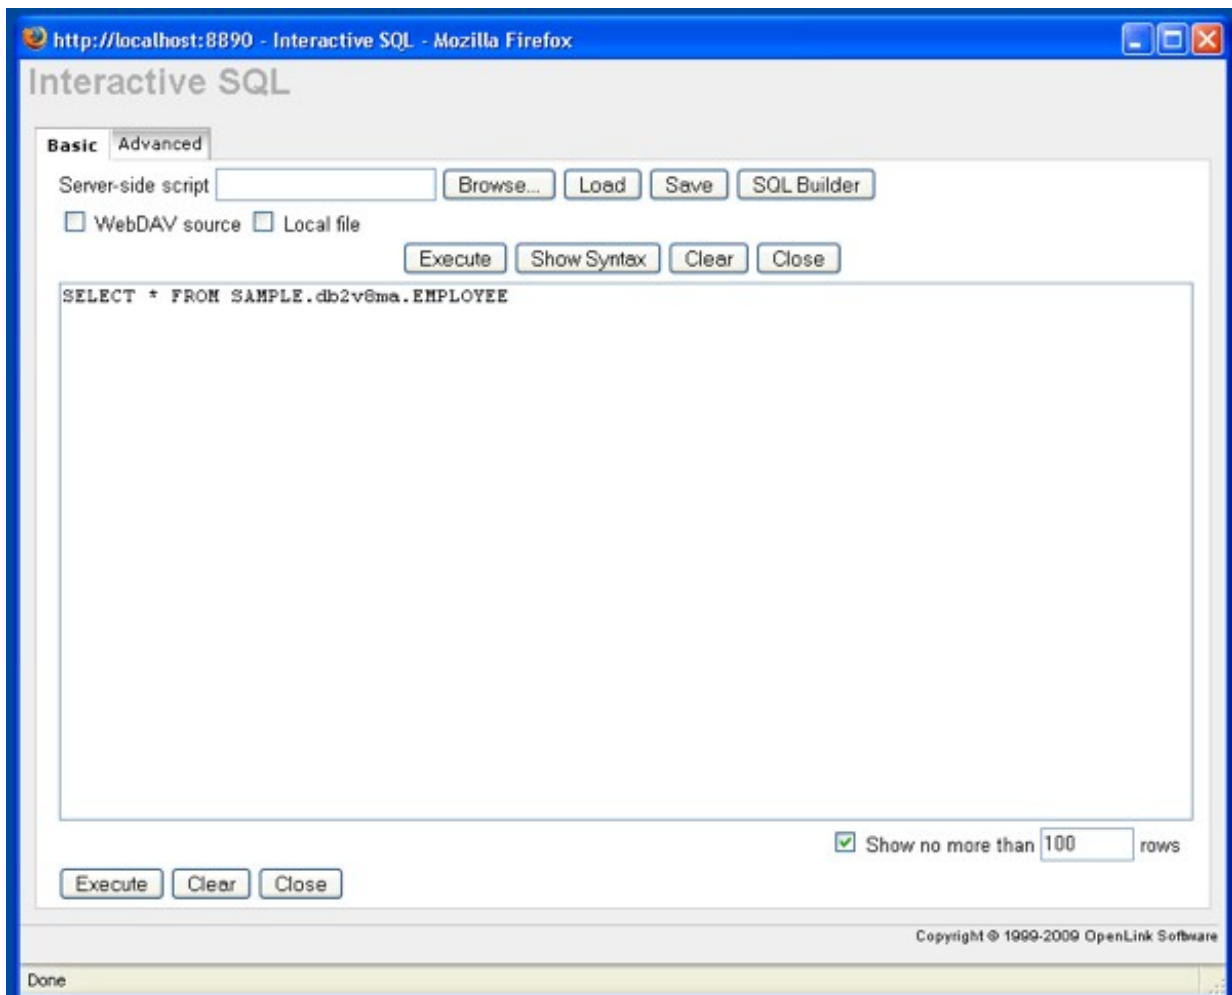 http://localhost:8890 - Interactive SQL - Mozilla Firefox
Interactive SQL
Basic Advanced
Server-side script Browse... Load Save SQL Builder
WebDAV source Local file
Execute Show Syntax Clear Close
SELECT * FROM SAMPLE.db2v8ma.EMPLOYEE
Show no more than 100 rows
Execute Clear Close
Copyright © 1999-2009 OpenLink Software
Done